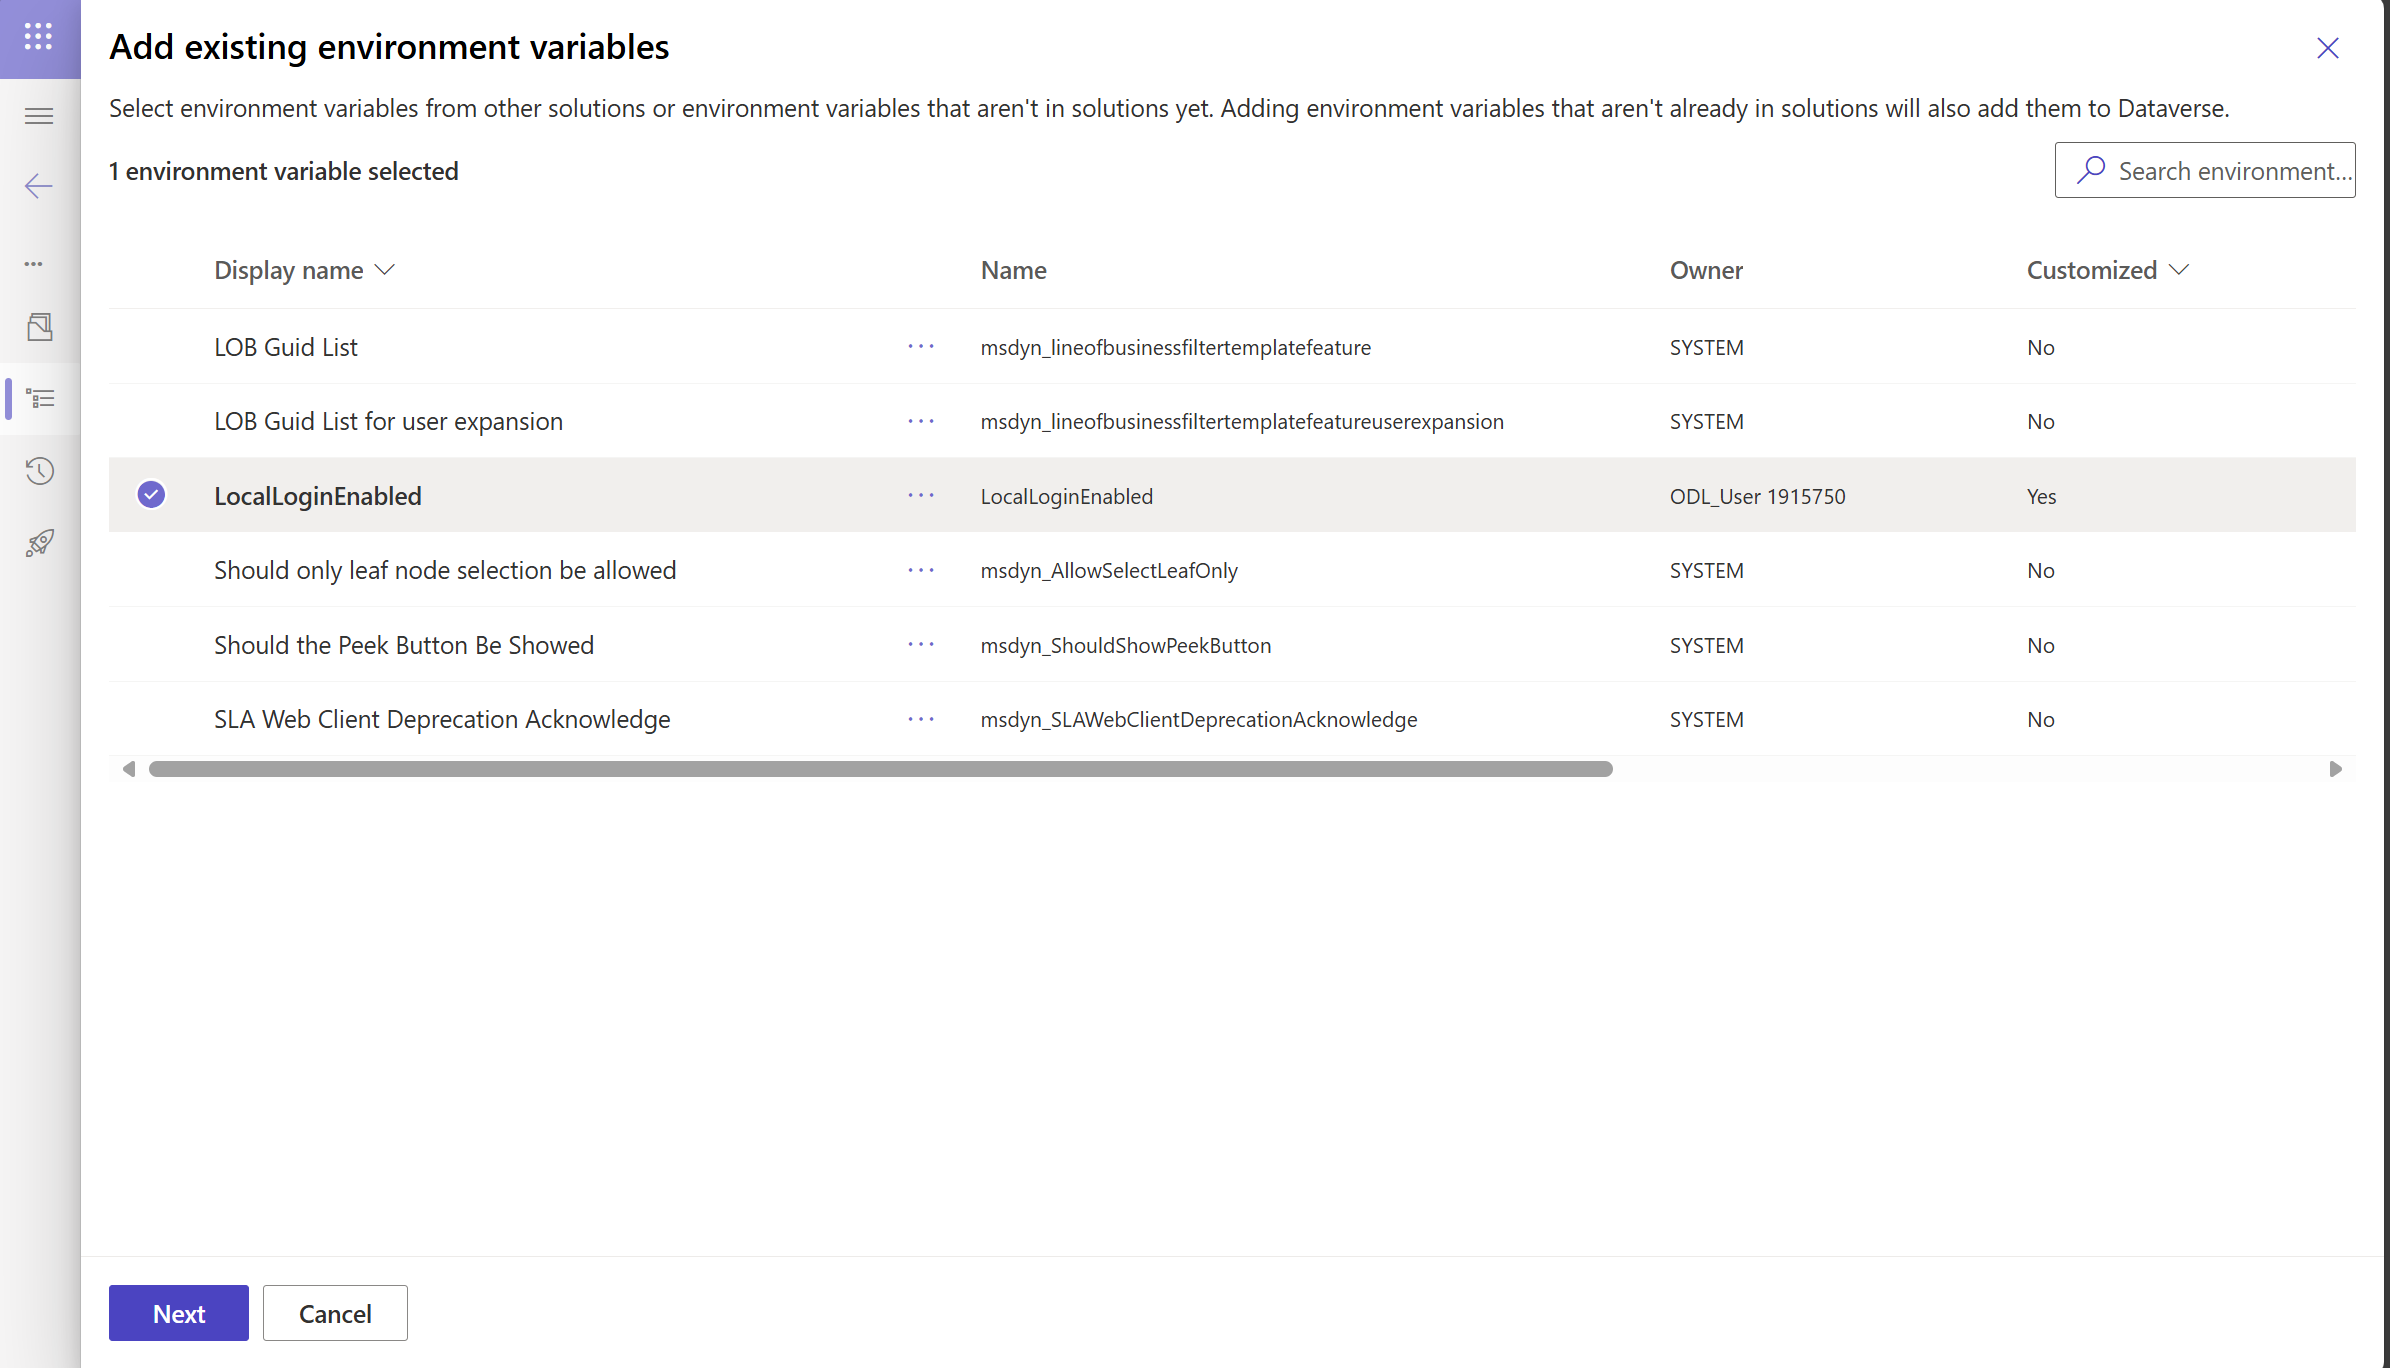 Add existing environment variables
Select environment variables from other solutions or environment variables that aren't in solutions yet. Adding environment variables that aren't already in solutions will also add them to Dataverse.
1 environment variable selected
Search environment...
Display name Name Owner Customized
LOB Guid List ··· msdyn_lineofbusinessfiltertemplatefeature SYSTEM No
LOB Guid List for user expansion ··· msdyn_lineofbusinessfiltertemplatefeatureuserexpansion SYSTEM No
LocalLoginEnabled ··· LocalLoginEnabled ODL_User 1915750 Yes
Should only leaf node selection be allowed ··· msdyn_AllowSelectLeafOnly SYSTEM No
Should the Peek Button Be Showed ··· msdyn_ShouldShowPeekButton SYSTEM No
SLA Web Client Deprecation Acknowledge ··· msdyn_SLAWebClientDeprecationAcknowledge SYSTEM No
Next Cancel